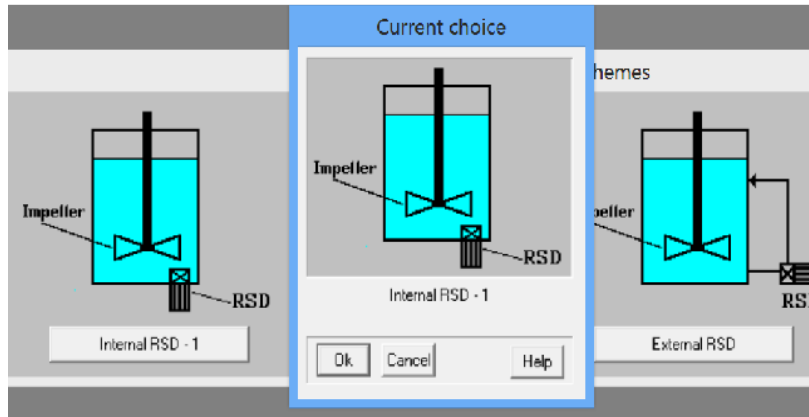 Current choice
hemes
Impeller
RSD
Internal RSD - 1
Impeller
RSD
Internal RSD - 1
Ok
Cancel
Help
peller
RS
External RSD